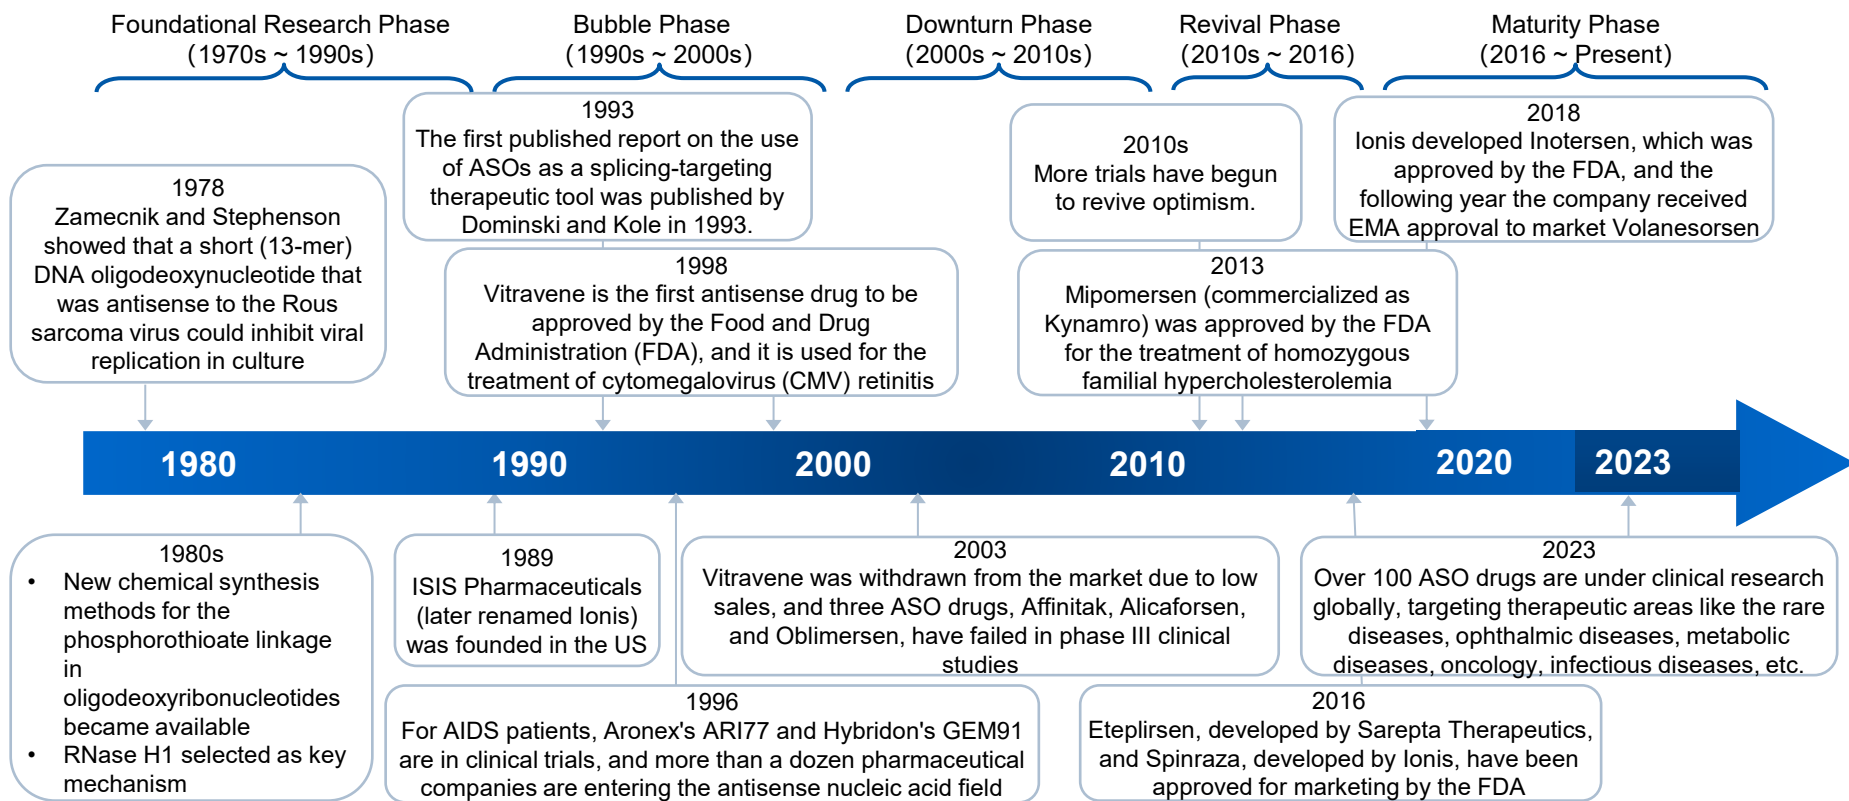 Foundational Research Phase
(1970s ~ 1990s)
Bubble Phase
(1990s ~ 2000s)
Downturn Phase
(2000s ~ 2010s)
Revival Phase
(2010s ~ 2016)
Maturity Phase
(2016 ~ Present)
1978
Zamecnik and Stephenson
showed that a short (13-mer)
DNA oligodeoxynucleotide that
was antisense to the Rous
sarcoma virus could inhibit viral
replication in culture
1993
The first published report on the use
of ASOs as a splicing-targeting
therapeutic tool was published by
Dominski and Kole in 1993.
1998
Vitravene is the first antisense drug to be
approved by the Food and Drug
Administration (FDA), and it is used for the
treatment of cytomegalovirus (CMV) retinitis
2010s
More trials have begun
to revive optimism.
2013
Mipomersen (commercialized as
Kynamro) was approved by the FDA
for the treatment of homozygous
familial hypercholesterolemia
2018
Ionis developed Inotersen, which was
approved by the FDA, and the
following year the company received
EMA approval to market Volanesorsen
1980
1990
2000
2010
2020
2023
1980s
• New chemical synthesis
methods for the
phosphorothioate linkage
in
oligodeoxyribonucleotides
became available
• RNase H1 selected as key
mechanism
1989
ISIS Pharmaceuticals
(later renamed Ionis)
was founded in the US
1996
For AIDS patients, Aronex's ARI77 and Hybridon's GEM91
are in clinical trials, and more than a dozen pharmaceutical
companies are entering the antisense nucleic acid field
2003
Vitravene was withdrawn from the market due to low
sales, and three ASO drugs, Affinitak, Alicaforsen,
and Oblimersen, have failed in phase III clinical
studies
2016
Eteplirsen, developed by Sarepta Therapeutics,
and Spinraza, developed by Ionis, have been
approved for marketing by the FDA
2023
Over 100 ASO drugs are under clinical research
globally, targeting therapeutic areas like the rare
diseases, ophthalmic diseases, metabolic
diseases, oncology, infectious diseases, etc.